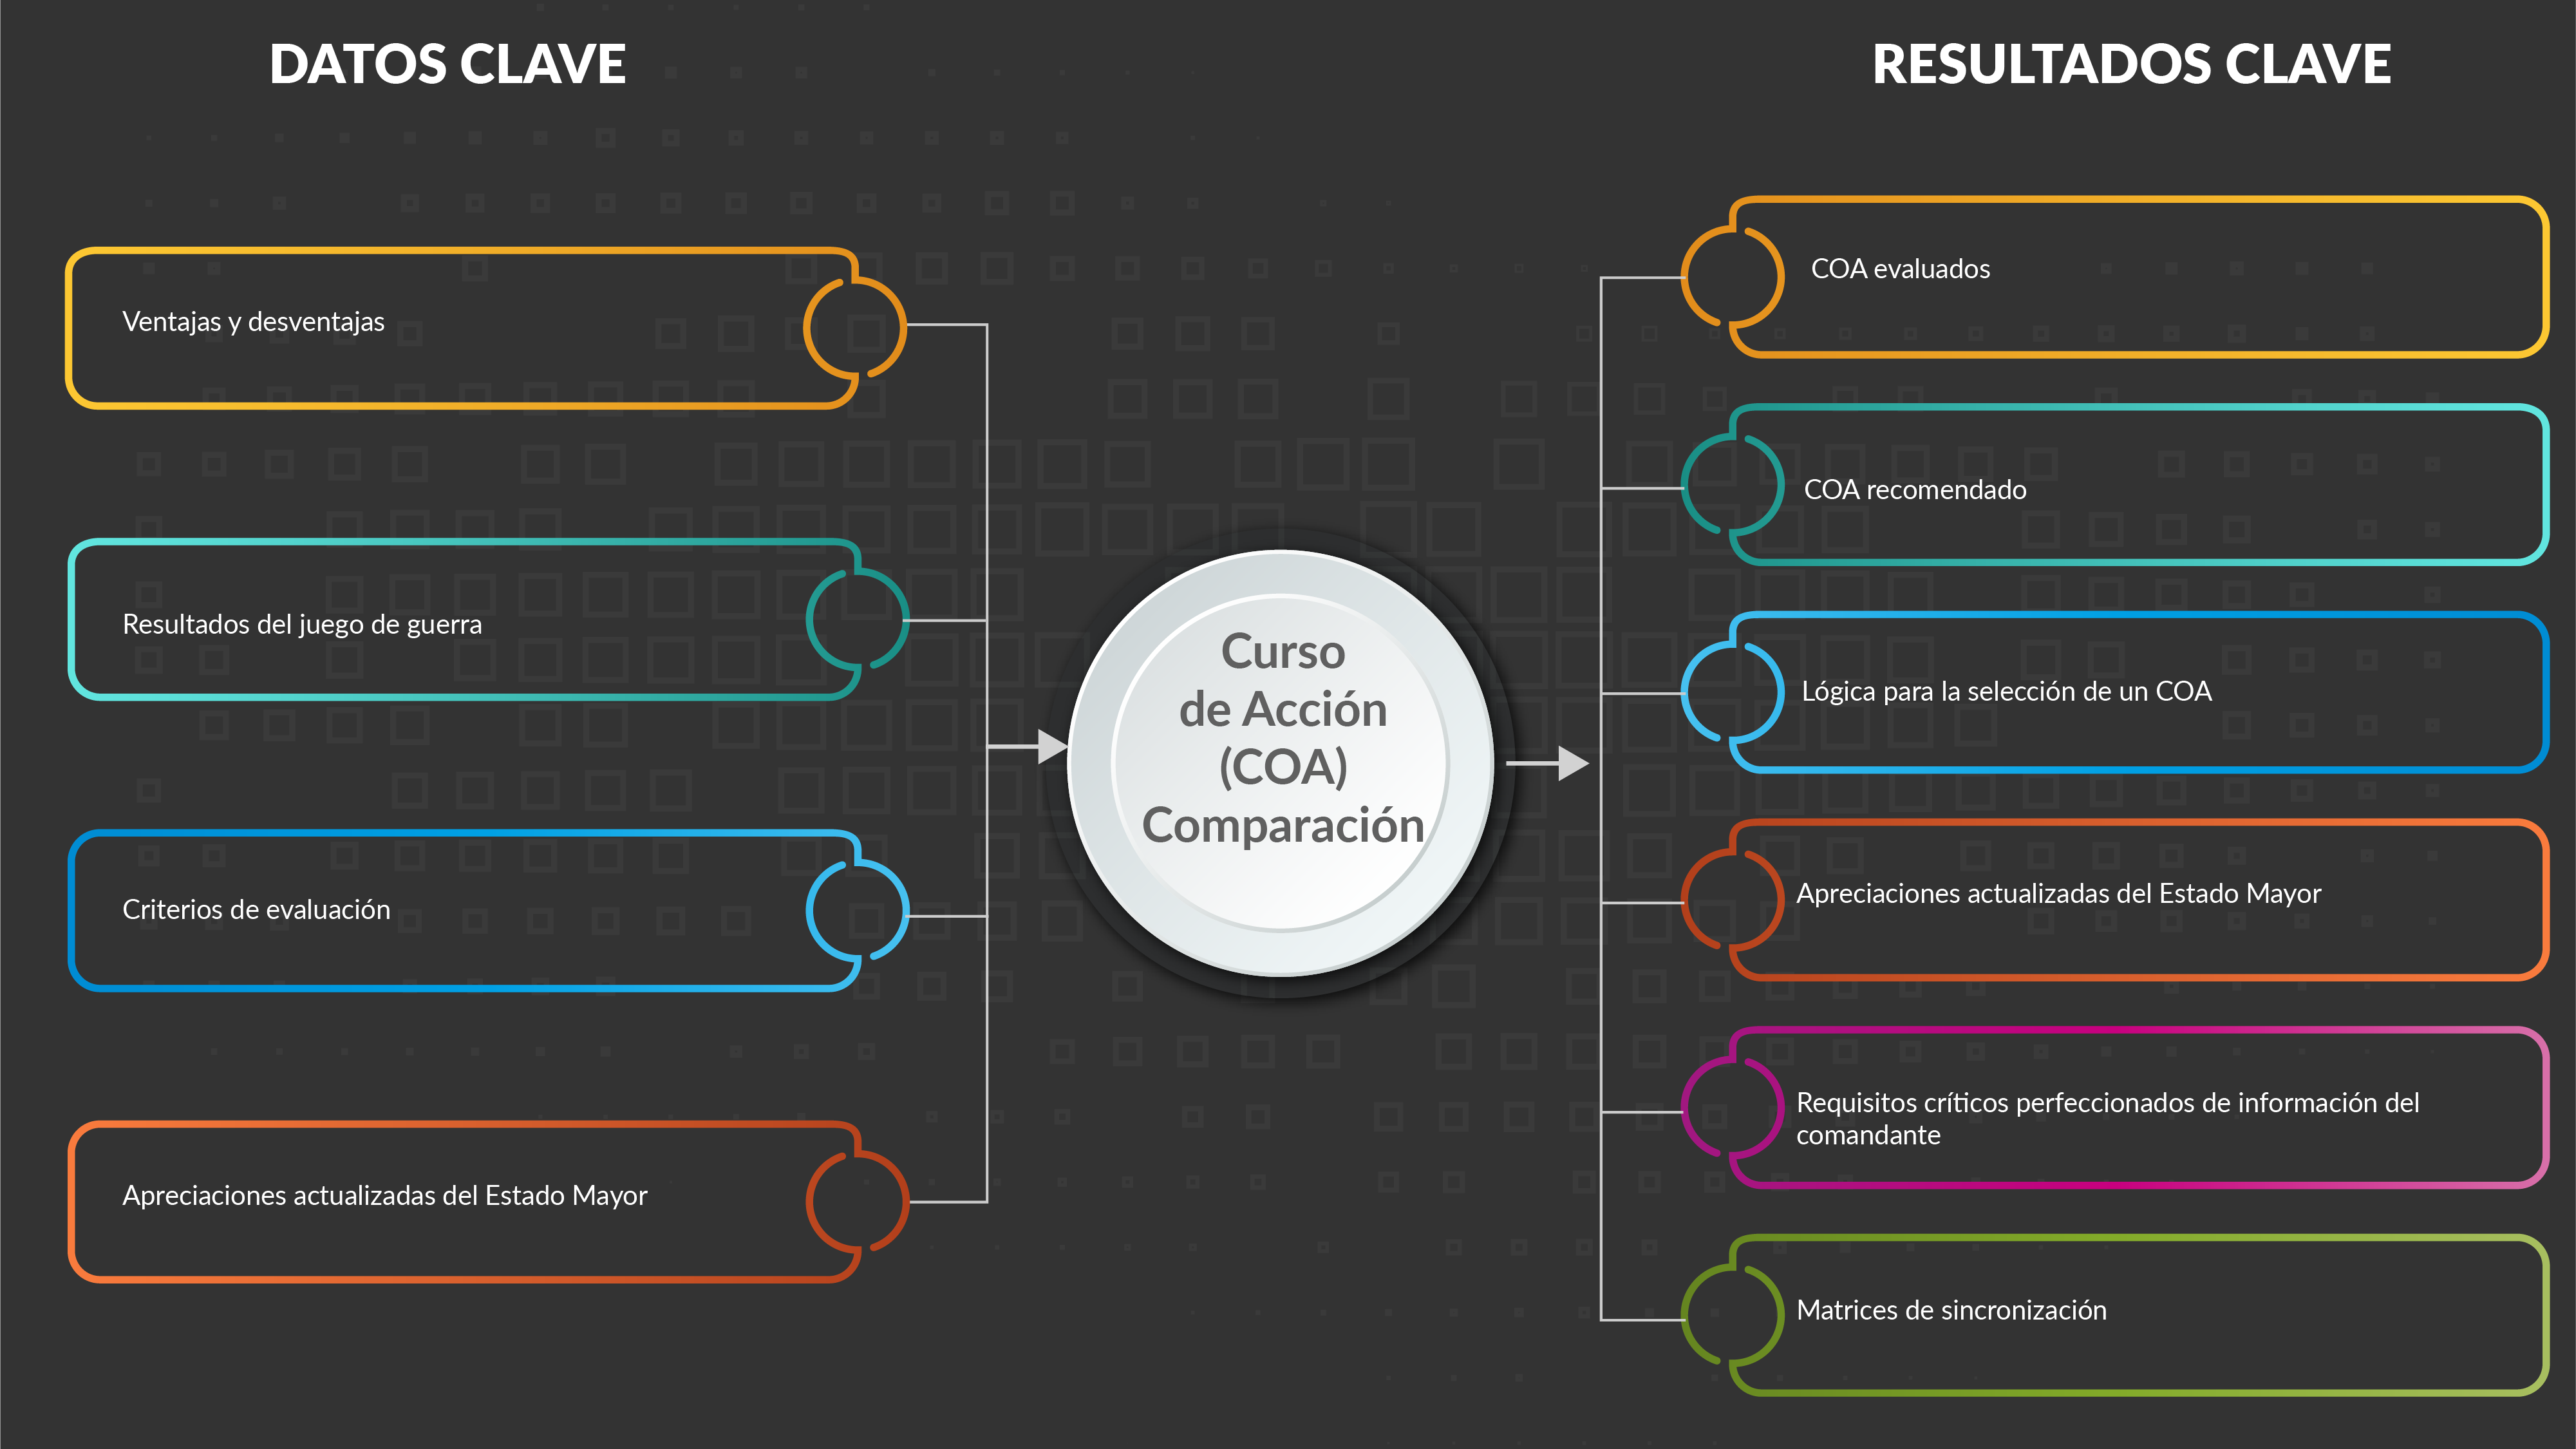 DATOS CLAVE
Ventajas y desventajas
Resultados del juego de guerra
Criterios de evaluación
Apreciaciones actualizadas del Estado Mayor
Curso
de Acción
(COA)
Comparación
RESULTADOS CLAVE
COA evaluados
COA recomendado
Lógica para la selección de un COA
Apreciaciones actualizadas del Estado Mayor
Requisitos críticos perfeccionados de información del
comandante
Matrices de sincronización